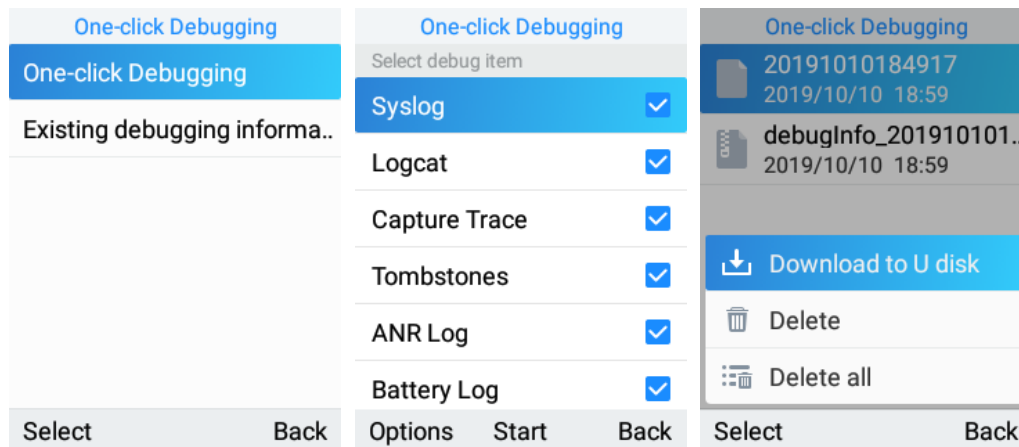 One-click Debugging
One-click Debugging
Existing debugging informa..
Select Back
One-click Debugging
Select debug item
Syslog
Logcat
Capture Trace
Tombstones
ANR Log
Battery Log
Options Start Back
One-click Debugging
20191010184917
2019/10/10 18:59
debugInfo_201910101..
2019/10/10 18:59
Download to U disk
Delete
Delete all
Select Back